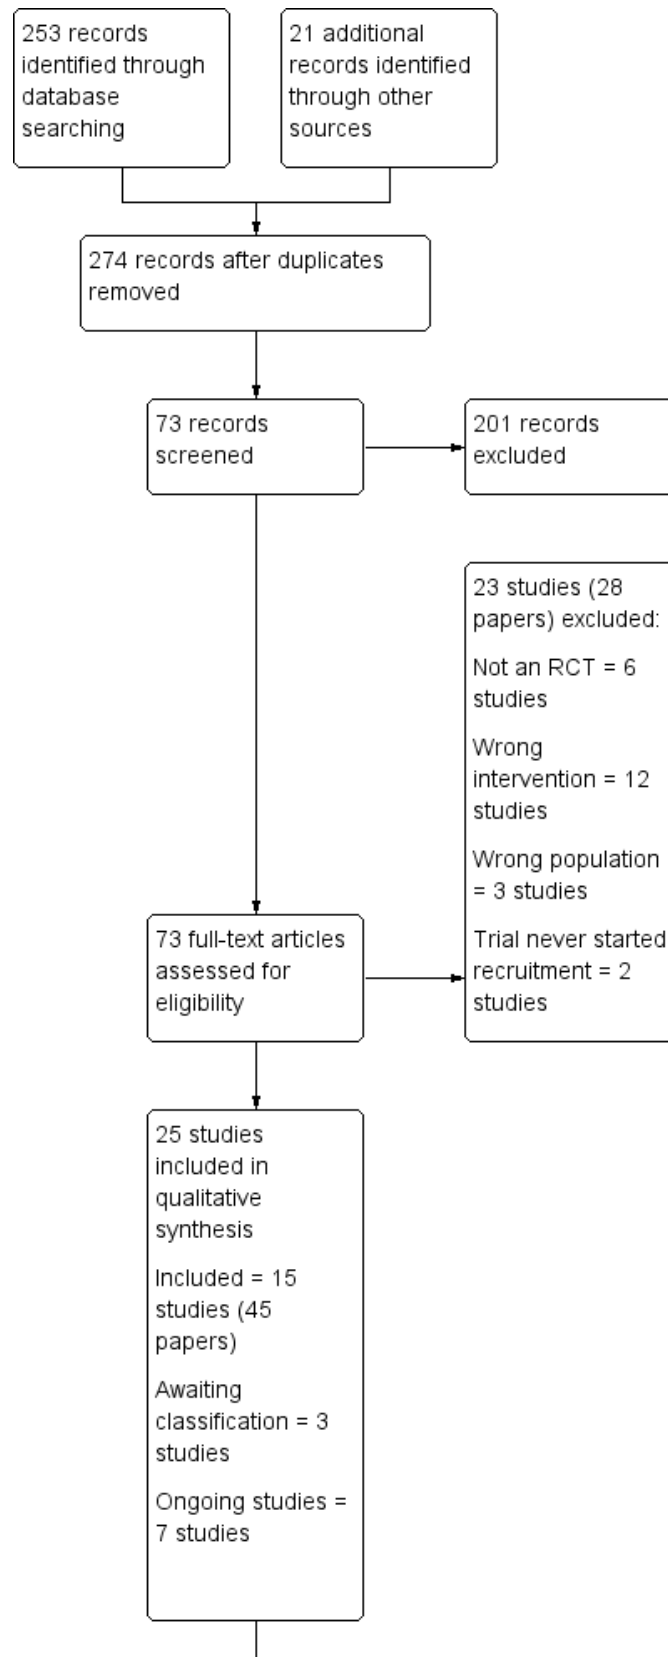 253 records
identified through
database
searching
21 additional
records identified
through other
sources
274 records after duplicates
removed
73 records
screened
201 records
excluded
23 studies (28
papers) excluded:
Not an RCT = 6
studies
Wrong
intervention = 12
studies
Wrong population
= 3 studies
Trial never started
recruitment = 2
studies
73 full-text articles
assessed for
eligibility
25 studies
included in
qualitative
synthesis
Included = 15
studies (45
papers)
Awaiting
classification = 3
studies
Ongoing studies =
7 studies